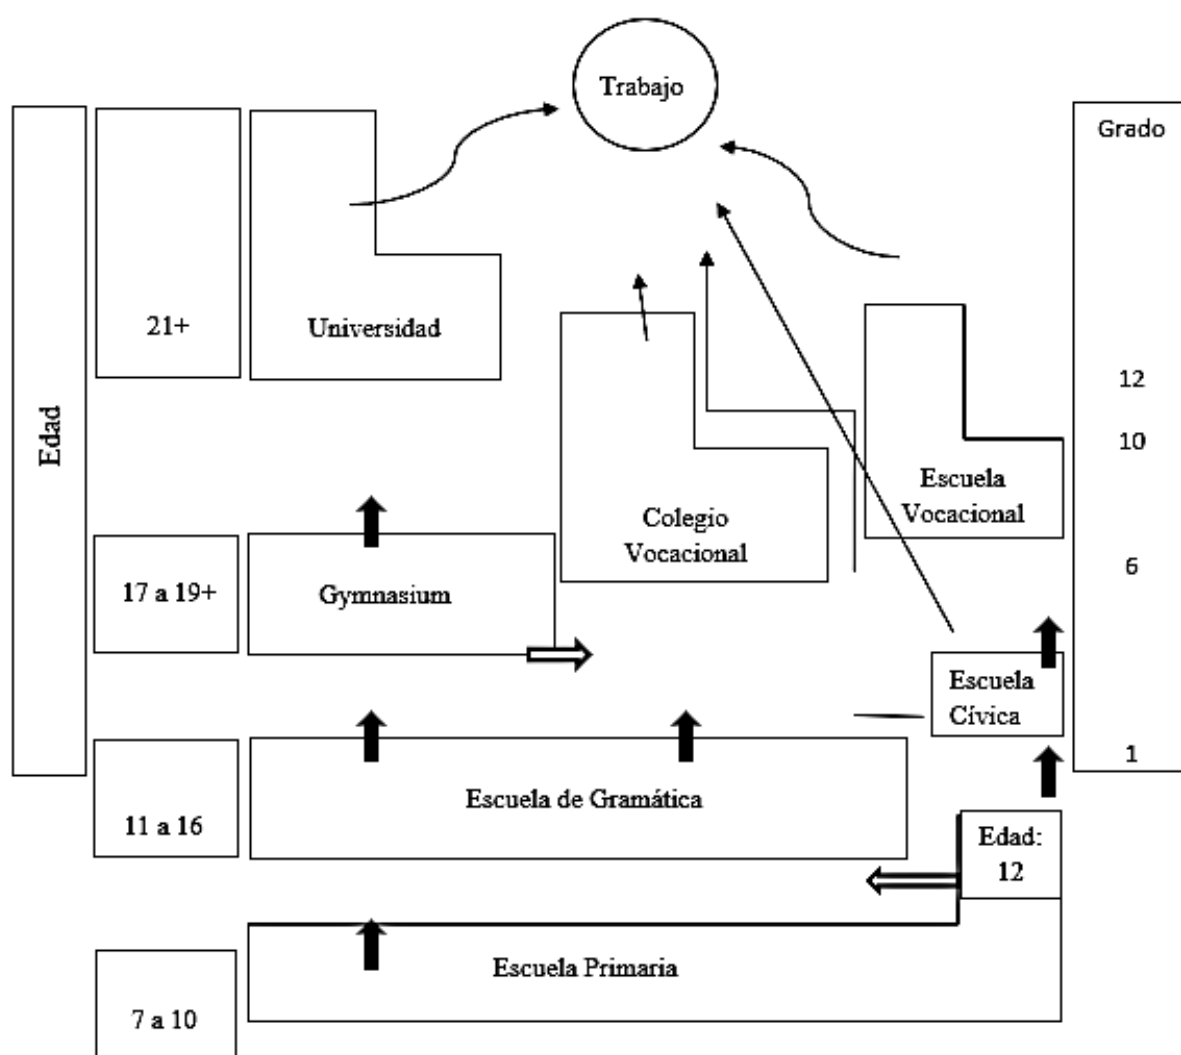 Trabajo
Grado
21+
Universidad
12
Edad
10
Escuela
Vocacional
Colegio
Vocacional
6
17 a 19+
Gymnasium
Escuela
Cívica
1
Escuela de Gramática
11 a 16
Edad:
12
Escuela Primaria
7 a 10